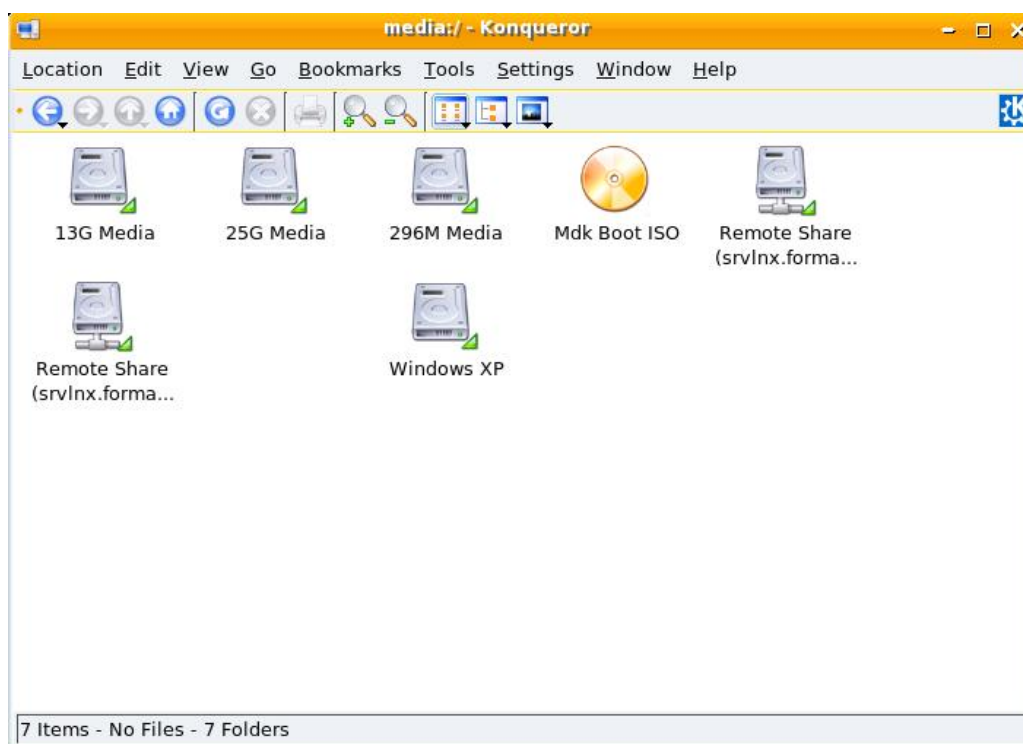 media:/ - Konqueror
Location Edit View Go Bookmarks Tools Settings Window Help
13G Media 25G Media 296M Media Mdk Boot ISO Remote Share
(srvlnx.forma...
Remote Share Windows XP
(srvlnx.forma...
7 Items - No Files - 7 Folders